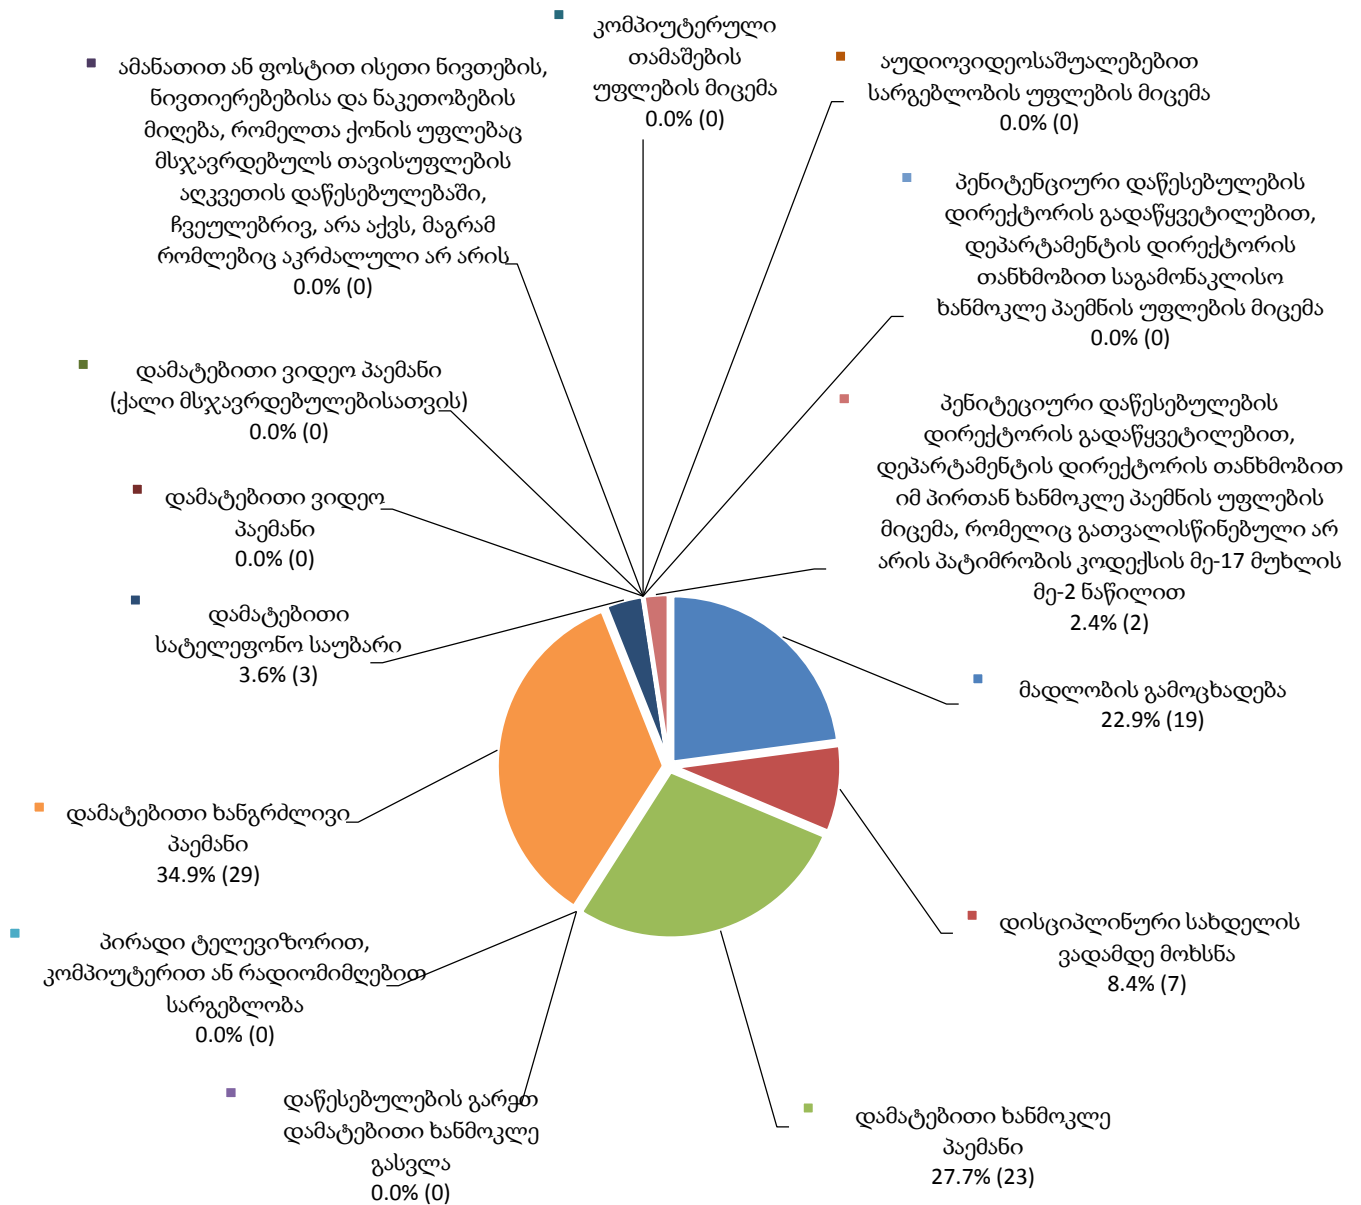 კომპიუტერული
თამაშების
უფლების მიცემა
0.0% (0)
აუდიოვიდეოსაშუალებებით
სარგებლობის უფლების მიცემა
0.0% (0)
პენიტენციური დაწესებულების
დირექტორის გადაწყვეტილებით,
დეპარტამენტის დირექტორის
თანხმობით საგამონაკლისო
ხანმოკლე პაემნის უფლების მიცემა
0.0% (0)
პენიტეციური დაწესებულების
დირექტორის გადაწყვეტილებით,
დეპარტამენტის დირექტორის თანხმობით
იმ პირთან ხანმოკლე პაემნის უფლების
მიცემა, რომელიც გათვალისწინებული არ
არის პატიმრობის კოდექსის მე-17 მუხლის
მე-2 ნაწილით
2.4% (2)
მადლობის გამოცხადება
22.9% (19)
დისციპლინური სახდელის
ვადამდე მოხსნა
8.4% (7)
დამატებითი ხანმოკლე
პაემანი
27.7% (23)
დაწესებულების გარეთ
დამატებითი ხანმოკლე
გასვლა
0.0% (0)
პირადი ტელევიზორით,
კომპიუტერით ან რადიომიმღებით
სარგებლობა
0.0% (0)
დამატებითი ხანგრძლივი
პაემანი
34.9% (29)
დამატებითი
სატელეფონო საუბარი
3.6% (3)
დამატებითი ვიდეო
პაემანი
0.0% (0)
დამატებითი ვიდეო პაემანი
(ქალი მსჯავრდებულებისათვის)
0.0% (0)
ამანათით ან ფოსტით ისეთი ნივთების,
ნივთიერებებისა და ნაკეთობების
მიღება, რომელთა ქონის უფლებაც
მსჯავრდებულს თავისუფლების
აღკვეთის დაწესებულებაში,
ჩვეულებრივ, არა აქვს, მაგრამ
რომლებიც აკრძალული არ არის
0.0% (0)